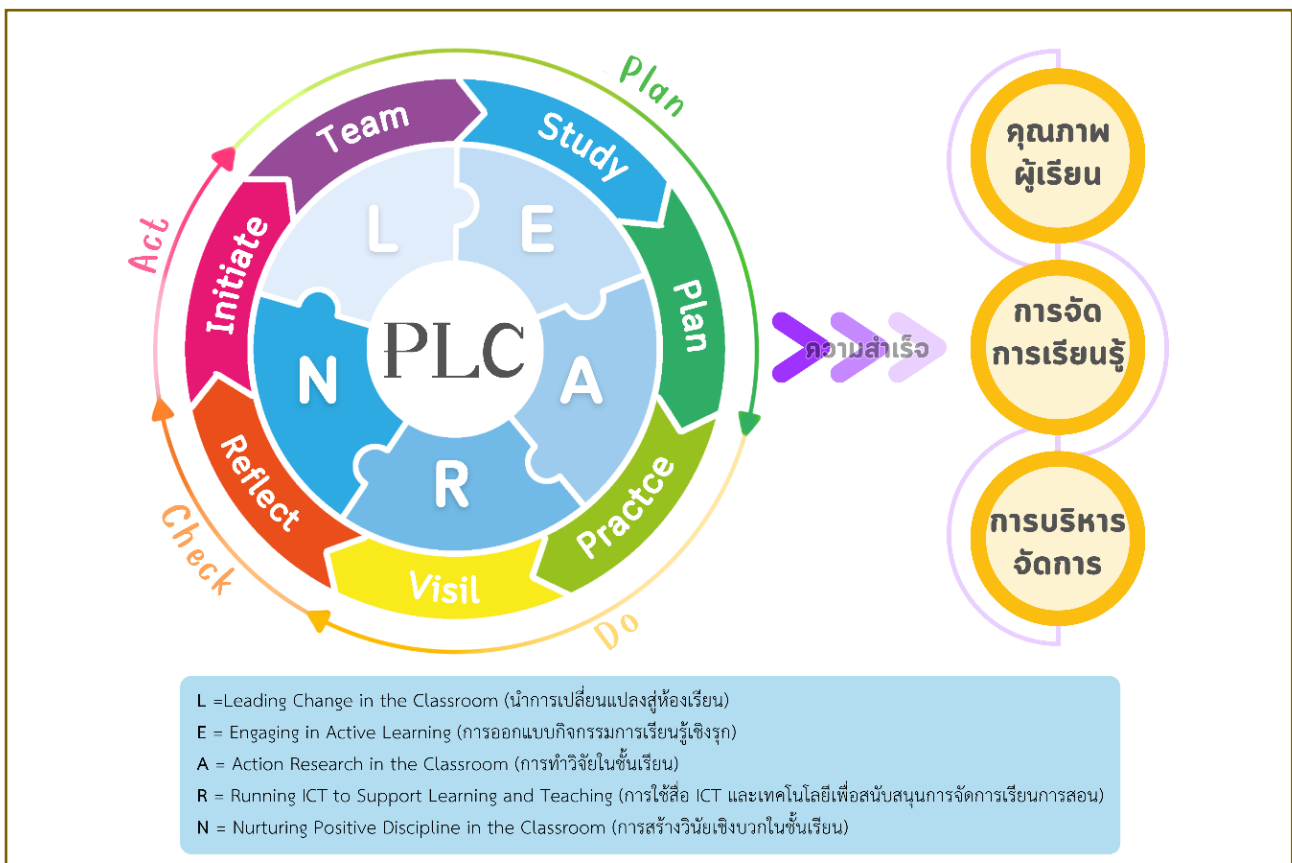 Plan
Do
Check
Act
Team
Study
Plan
Practce
Visil
Reflect
Initiate
L
E
A
R
N
PLC
ความสำเร็จ
คุณภาพ
ผู้เรียน
การจัด
การเรียนรู้
การบริหาร
จัดการ
L =Leading Change in the Classroom (นำการเปลี่ยนแปลงสู่ห้องเรียน)
E = Engaging in Active Learning (การออกแบบกิจกรรมการเรียนรู้เชิงรุก)
A = Action Research in the Classroom (การทำวิจัยในชั้นเรียน)
R = Running ICT to Support Learning and Teaching (การใช้สื่อ ICT และเทคโนโลยีเพื่อสนับสนุนการจัดการเรียนการสอน)
N = Nurturing Positive Discipline in the Classroom (การสร้างวินัยเชิงบวกในชั้นเรียน)